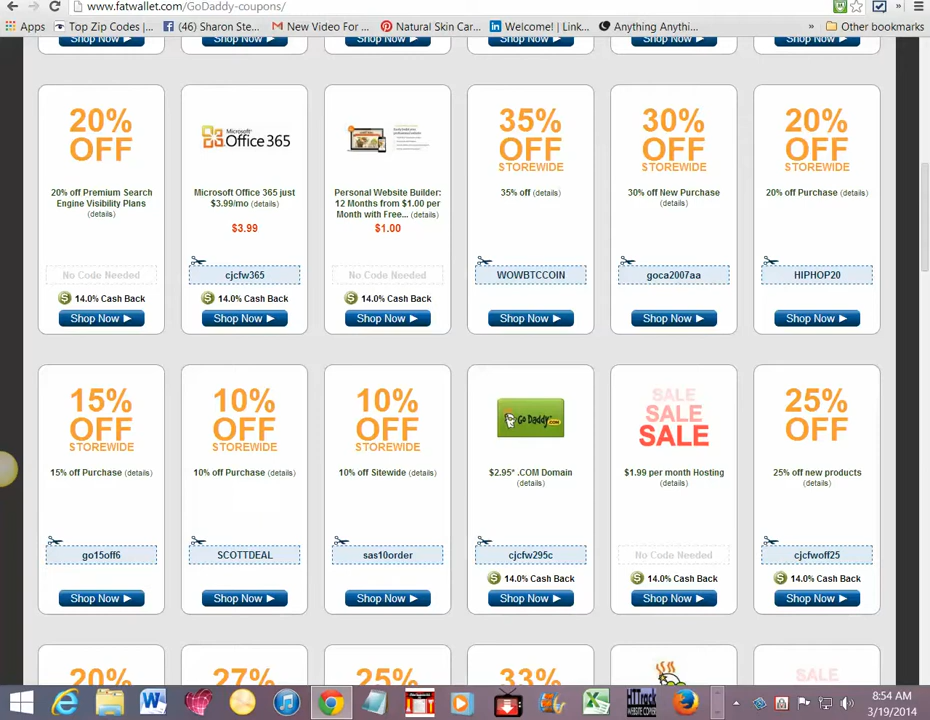 www.fatwallet.com/GoDaddy-coupons/
Apps Top Zip Codes |... (46) Sharon Ste... New Video For ... Natural Skin Car... Welcome! | Link... Anything Anythi... » Other bookmarks
Shop Now Shop Now Shop Now Shop Now Shop Now Shop Now
20% OFF
20% off Premium Search Engine Visibility Plans (details)
No Code Needed
14.0% Cash Back
Shop Now
Microsoft Office 365
Microsoft Office 365 just $3.99/mo (details)
$3.99
cjcfw365
14.0% Cash Back
Shop Now
Personal Website Builder: 12 Months from $1.00 per Month with Free... (details)
$1.00
No Code Needed
14.0% Cash Back
Shop Now
35% OFF STOREWIDE
35% off (details)
WOWBTCCOIN
Shop Now
30% OFF STOREWIDE
30% off New Purchase (details)
goca2007aa
Shop Now
20% OFF STOREWIDE
20% off Purchase (details)
HIPHOP20
Shop Now
15% OFF STOREWIDE
15% off Purchase (details)
go15off6
Shop Now
10% OFF STOREWIDE
10% off Purchase (details)
SCOTTDEAL
Shop Now
10% OFF STOREWIDE
10% off Sitewide (details)
sas10order
Shop Now
Go Daddy.COM
$2.95* .COM Domain (details)
cjcfw295c
14.0% Cash Back
Shop Now
SALE
SALE
SALE
$1.99 per month Hosting (details)
No Code Needed
14.0% Cash Back
Shop Now
25% OFF
25% off new products (details)
cjcfwoff25
14.0% Cash Back
Shop Now
20% 27% 25% 33% SALE
HTTrack WEBSITE COPIER
8:54 AM
3/19/2014